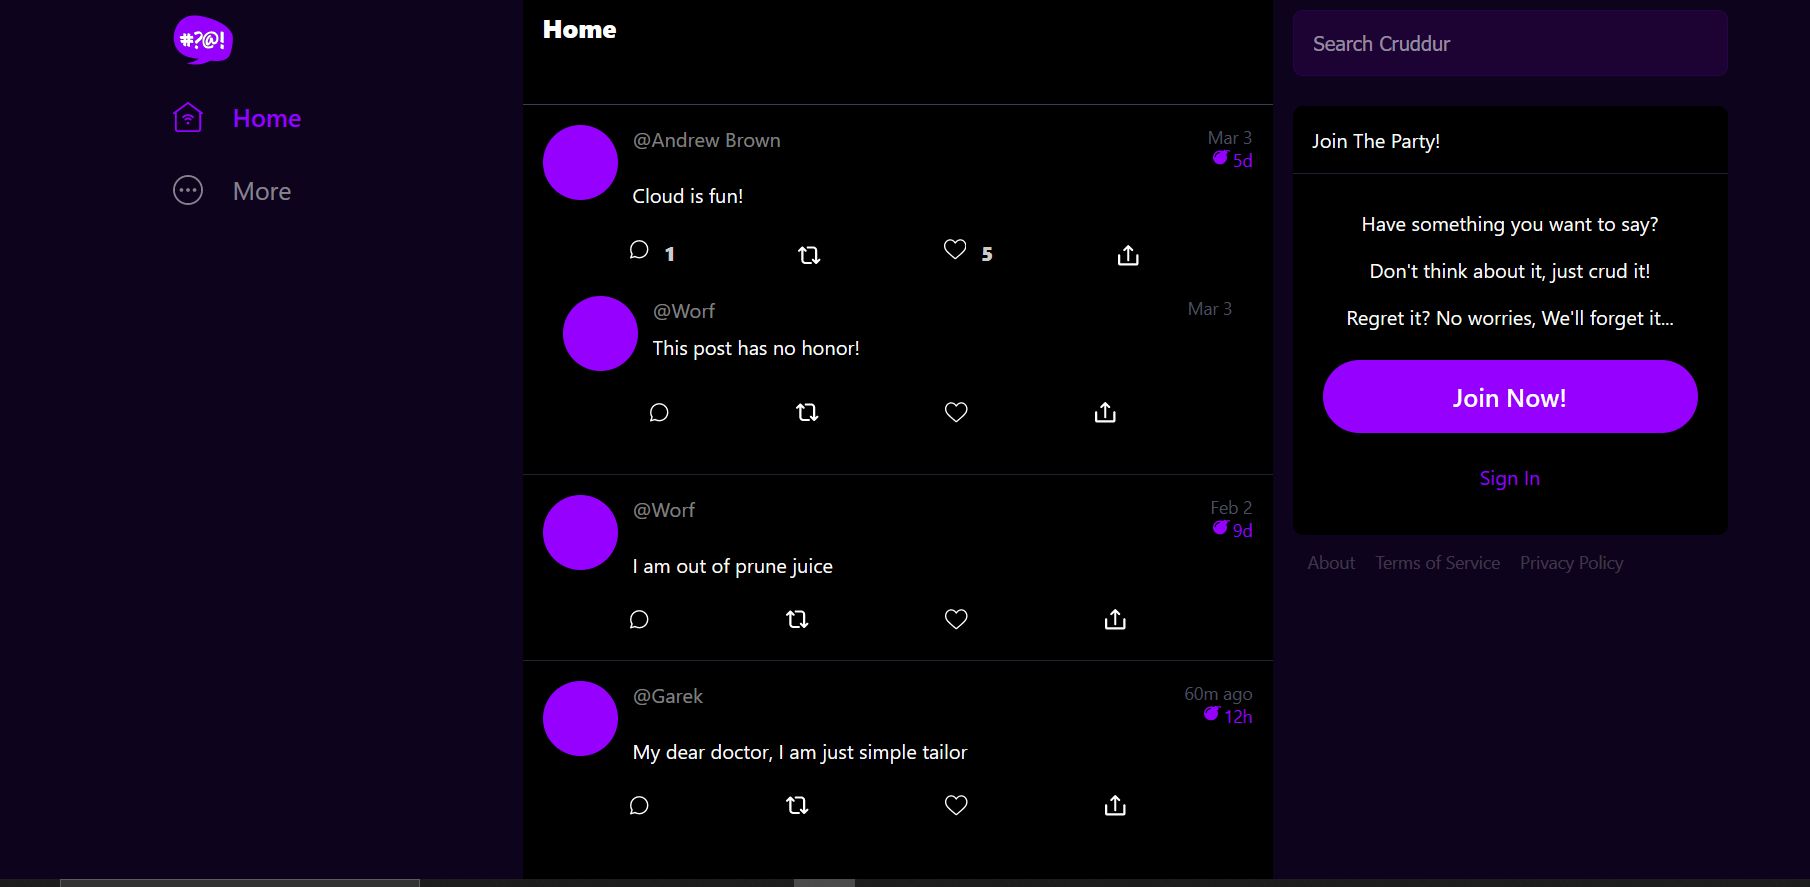 #?@!
Home
More
Home
@Andrew Brown
Mar 3
5d
Cloud is fun!
1
5
@Worf
Mar 3
This post has no honor!
@Worf
Feb 2
9d
I am out of prune juice
@Garek
60m ago
12h
My dear doctor, I am just simple tailor
Search Cruddur
Join The Party!
Have something you want to say?
Don't think about it, just crud it!
Regret it? No worries, We'll forget it...
Join Now!
Sign In
About Terms of Service Privacy Policy